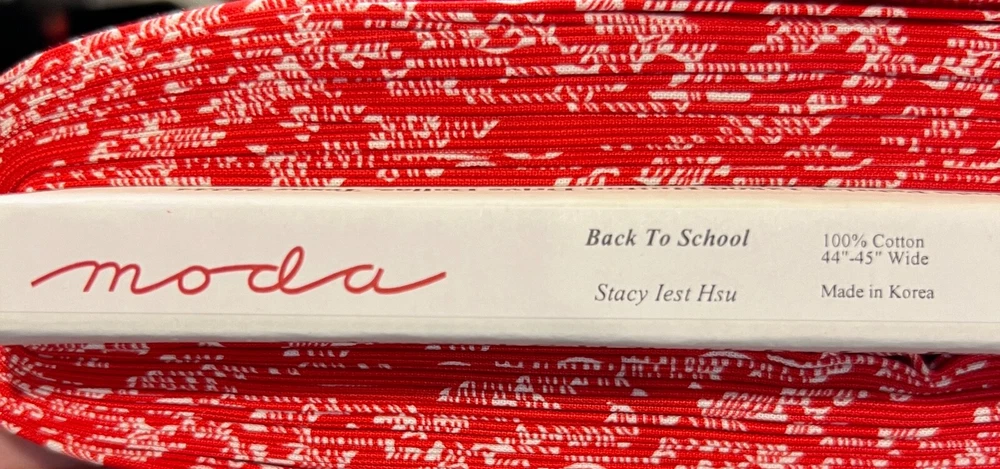 moda
Back To School
Stacy Iest Hsu
100% Cotton
44"-45" Wide
Made in Korea